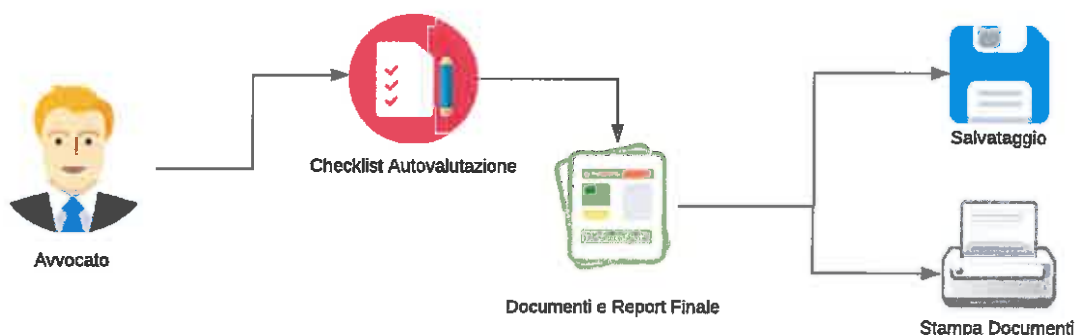 Avvocato
Checklist Autovalutazione
Documenti e Report Finale
Salvataggio
Stampa Documenti